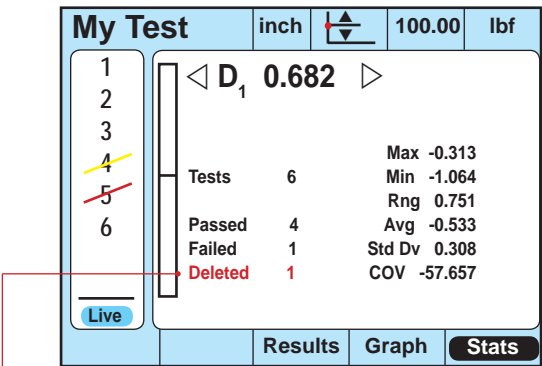 My Test inch 100.00 lbf
1
2
3
4
5
6
Live
◁ D1 0.682 ▷
Tests 6
Passed 4
Failed 1
Deleted 1
Max -0.313
Min -1.064
Rng 0.751
Avg -0.533
Std Dv 0.308
COV -57.657
Results Graph Stats